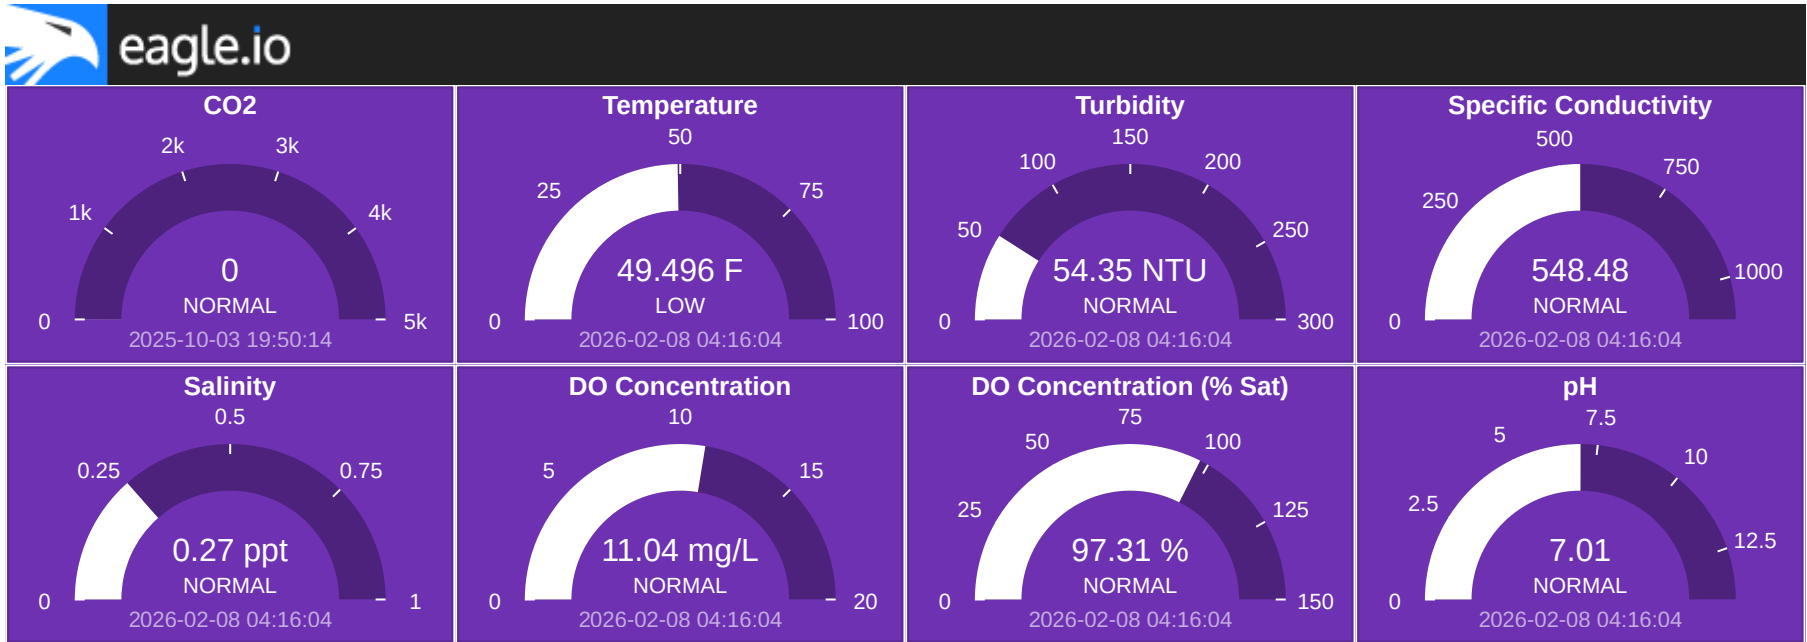 eagle.io
CO2
0
1k
2k
3k
4k
5k
0
NORMAL
2025-10-03 19:50:14
Temperature
0
25
50
75
100
49.496 F
LOW
2026-02-08 04:16:04
Turbidity
0
50
100
150
200
250
300
54.35 NTU
NORMAL
2026-02-08 04:16:04
Specific Conductivity
0
250
500
750
1000
548.48
NORMAL
2026-02-08 04:16:04
Salinity
0
0.25
0.5
0.75
1
0.27 ppt
NORMAL
2026-02-08 04:16:04
DO Concentration
0
5
10
15
20
11.04 mg/L
NORMAL
2026-02-08 04:16:04
DO Concentration (% Sat)
0
25
50
75
100
125
150
97.31 %
NORMAL
2026-02-08 04:16:04
pH
0
2.5
5
7.5
10
12.5
7.01
NORMAL
2026-02-08 04:16:04